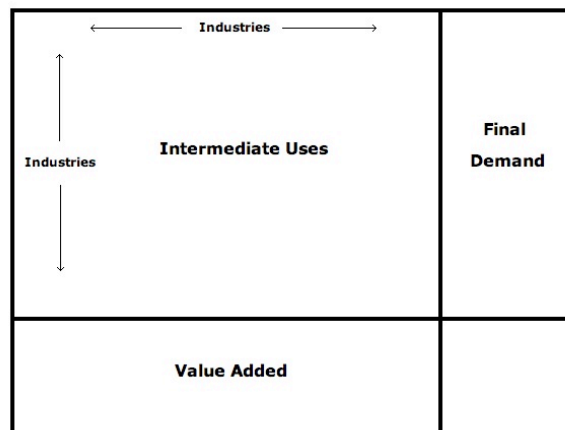 Industries
Final
Intermediate Uses
Demand
Industries
Value Added